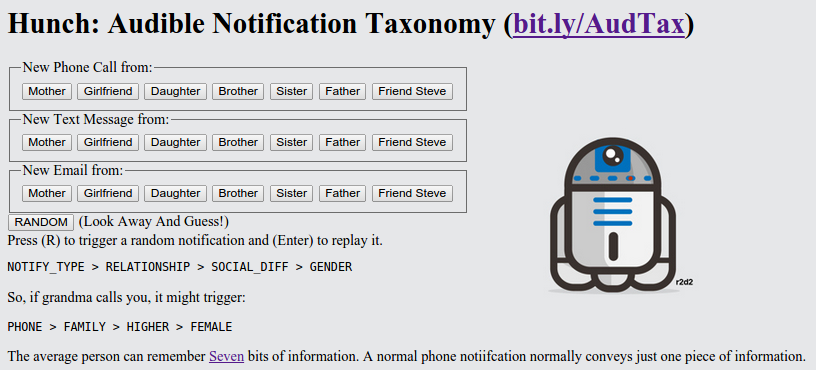 Hunch: Audible Notification Taxonomy (bit.ly/AudTax)
New Phone Call from:
Mother Girlfriend Daughter Brother Sister Father Friend Steve
New Text Message from:
Mother Girlfriend Daughter Brother Sister Father Friend Steve
New Email from:
Mother Girlfriend Daughter Brother Sister Father Friend Steve
RANDOM (Look Away And Guess!)
Press (R) to trigger a random notification and (Enter) to replay it.
NOTIFY_TYPE > RELATIONSHIP > SOCIAL_DIFF > GENDER
r2d2
So, if grandma calls you, it might trigger:
PHONE > FAMILY > HIGHER > FEMALE
The average person can remember Seven bits of information. A normal phone notiifcation normally conveys just one piece of information.